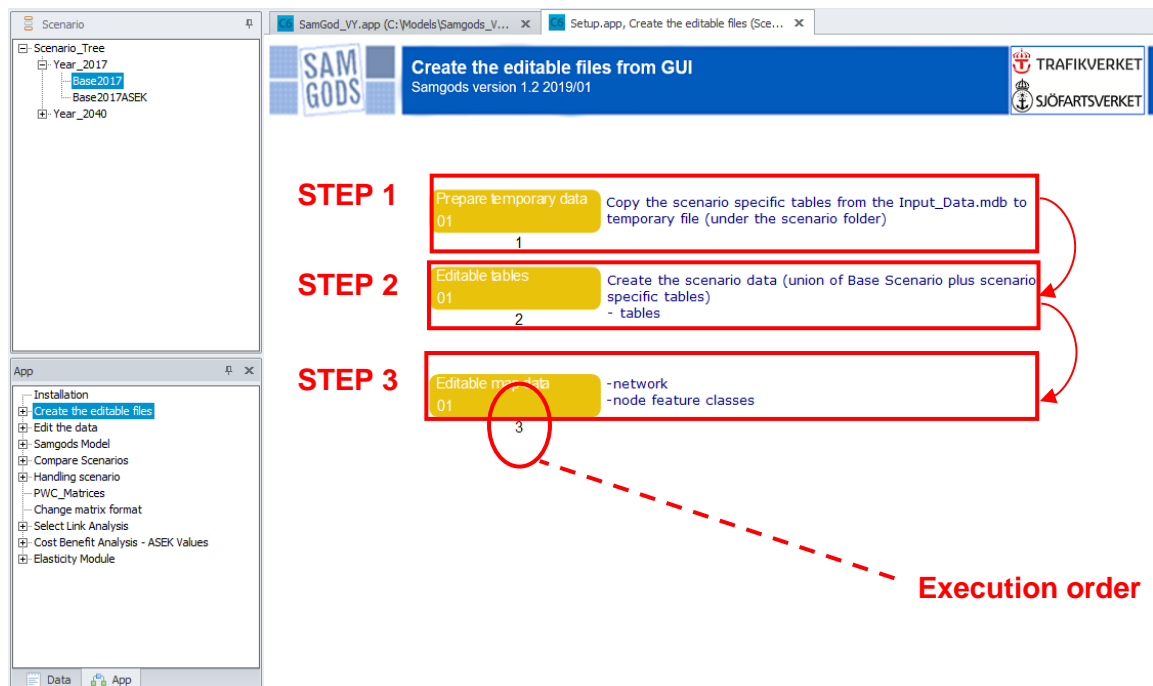 Scenario
Scenario_Tree
Year_2017
Base2017
Base2017ASEK
Year_2040
App
Installation
Create the editable files
Edit the data
Samgods Model
Compare Scenarios
Handling scenario
PWC_Matrices
Change matrix format
Select Link Analysis
Cost Benefit Analysis - ASEK Values
Elasticity Module
Data
App
C6 SamGod_VY.app (C:\Models\Samgods_V...
C6 Setup.app, Create the editable files (Sce...
SAM
GODS
Create the editable files from GUI
Samgods version 1.2 2019/01
TRAFIKVERKET
SJÖFARTSVERKET
STEP 1
Prepare temporary data
01
1
Copy the scenario specific tables from the Input_Data.mdb to
temporary file (under the scenario folder)
STEP 2
Editable tables
01
2
Create the scenario data (union of Base Scenario plus scenario
specific tables)
- tables
STEP 3
Editable map data
01
3
-network
-node feature classes
Execution order